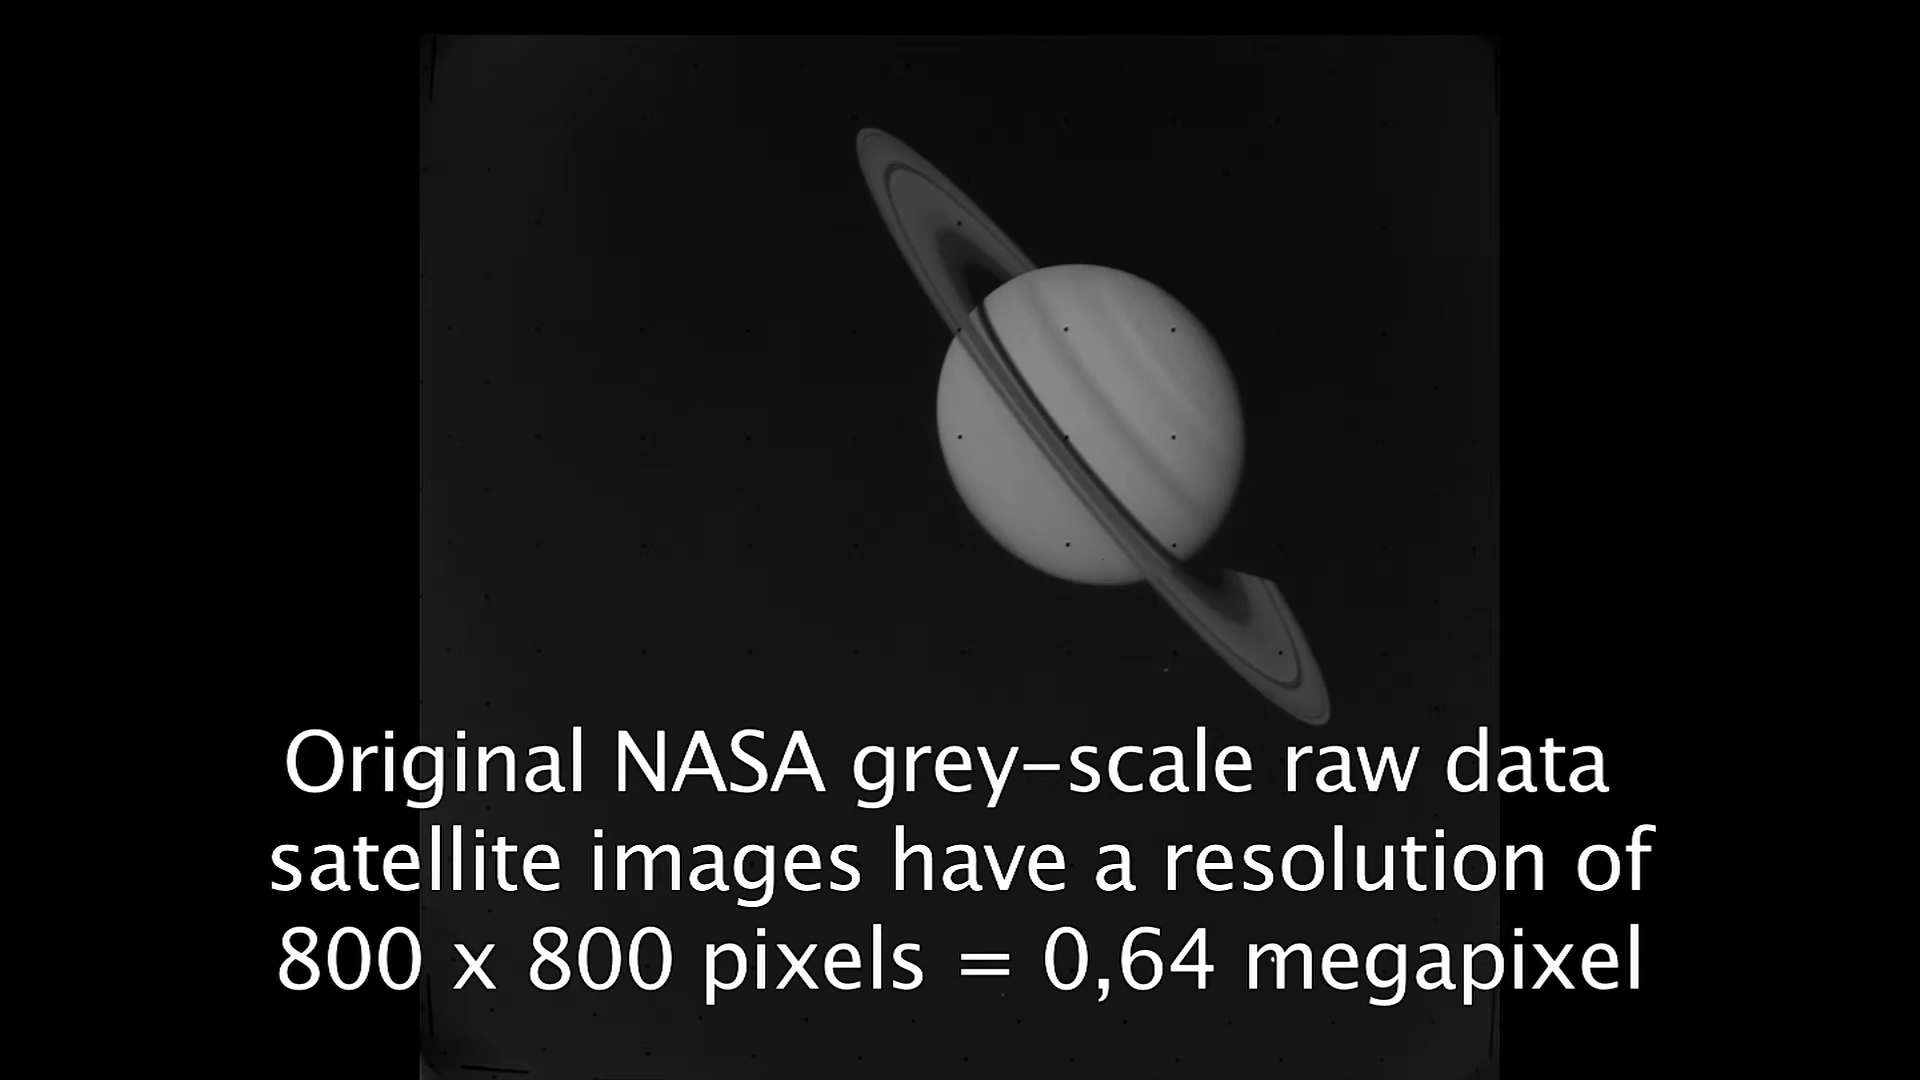 Original NASA grey-scale raw data
satellite images have a resolution of
800 x 800 pixels = 0,64 megapixel